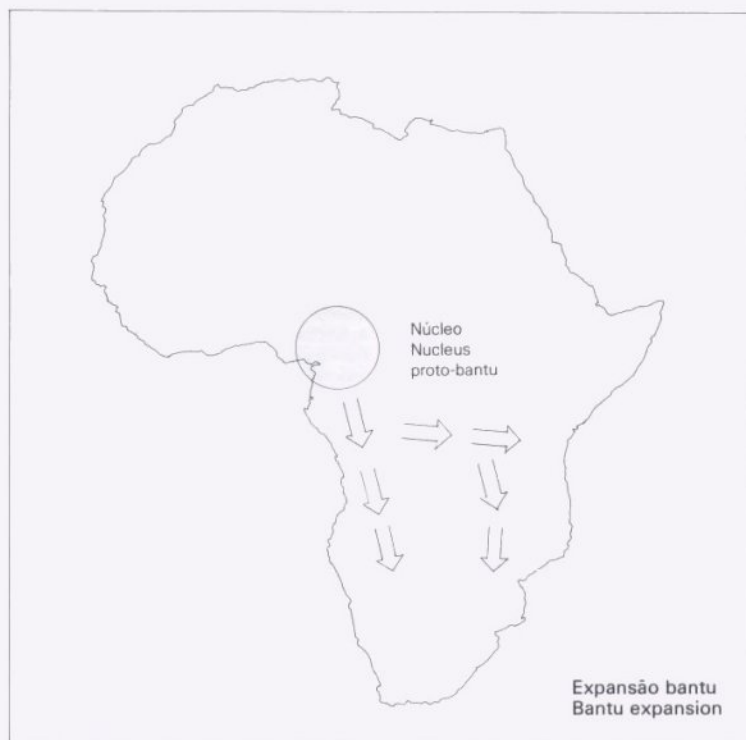 Núcleo
Nucleus
proto-bantu
Expansão bantu
Bantu expansion